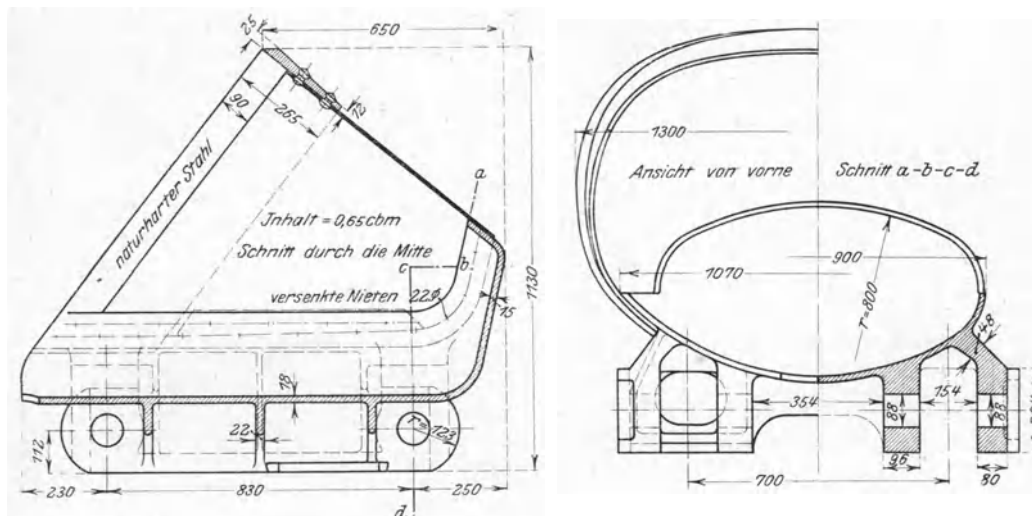 650
25
90
265
12
naturharter Stahl
a
Jnhalt = 0,65cbm
Schnitt durch die Mitte
c
b
versenkte Nieten 22⌀
15
1130
18
22
r=123
112
230
830
250
d
1300
Ansicht von vorne
Schnitt a-b-c-d
900
1070
r=800
48
354
88
154
88
96
80
700